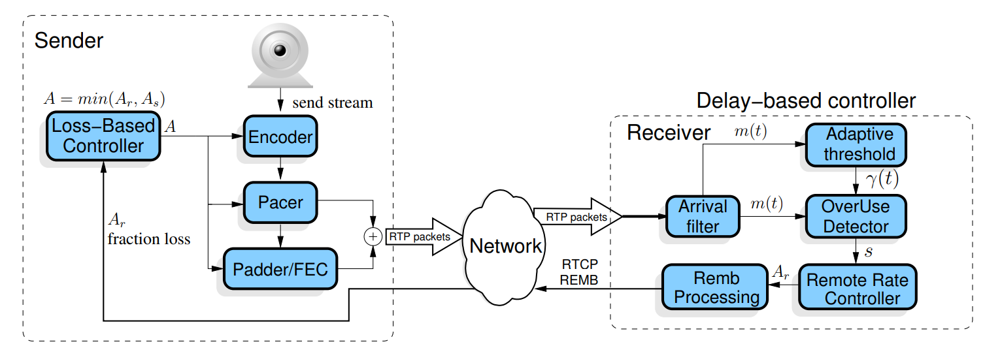 Sender
A = min(A_r, A_s)
Loss−Based
Controller
A
send stream
Encoder
Pacer
Padder/FEC
+
A_r
fraction loss
RTP packets
Network
RTP packets
RTCP
REMB
Delay−based controller
Receiver
m(t)
Adaptive
threshold
γ(t)
Arrival
filter
m(t)
OverUse
Detector
s
Remb
Processing
A_r
Remote Rate
Controller